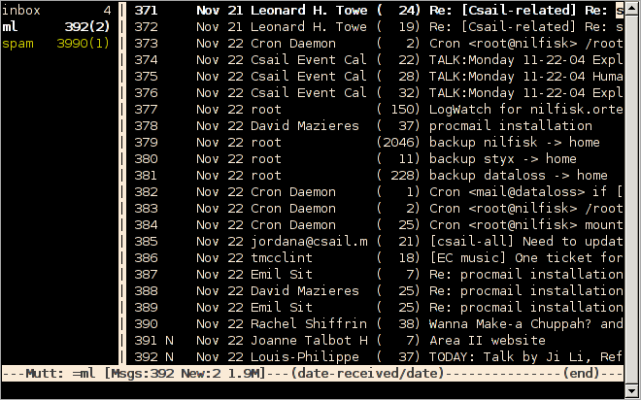 inbox 4
ml 392(2)
spam 3990(1)
371 Nov 21 Leonard H. Towe ( 24) Re: [Csail-related] Re: s
372 Nov 21 Leonard H. Towe ( 19) Re: [Csail-related] Re: s
373 Nov 22 Cron Daemon ( 2) Cron <root@nilfisk> /root
374 Nov 22 Csail Event Cal ( 22) TALK:Monday 11-22-04 Expl
375 Nov 22 Csail Event Cal ( 28) TALK:Monday 11-22-04 Huma
376 Nov 22 Csail Event Cal ( 32) TALK:Monday 11-22-04 Expl
377 Nov 22 root ( 150) LogWatch for nilfisk.orte
378 Nov 22 David Mazieres ( 37) procmail installation
379 Nov 22 root (2046) backup nilfisk -> home
380 Nov 22 root ( 11) backup styx -> home
381 Nov 22 root ( 228) backup dataloss -> home
382 Nov 22 Cron Daemon ( 1) Cron <mail@dataloss> if [
383 Nov 22 Cron Daemon ( 2) Cron <root@nilfisk> /root
384 Nov 22 Cron Daemon ( 25) Cron <root@nilfisk> mount
385 Nov 22 jordana@csail.m ( 21) [csail-all] Need to updat
386 Nov 22 tmcclint ( 18) [EC music] One ticket for
387 Nov 22 Emil Sit ( 7) Re: procmail installation
388 Nov 22 David Mazieres ( 25) Re: procmail installation
389 Nov 22 Emil Sit ( 25) Re: procmail installation
390 Nov 22 Rachel Shiffrin ( 38) Wanna Make-a Chuppah? and
391 N Nov 22 Joanne Talbot H ( 7) Area II website
392 N Nov 22 Louis-Philippe ( 37) TODAY: Talk by Ji Li, Ref
---Mutt: =ml [Msgs:392 New:2 1.9M]---(date-received/date)-------------(end)---